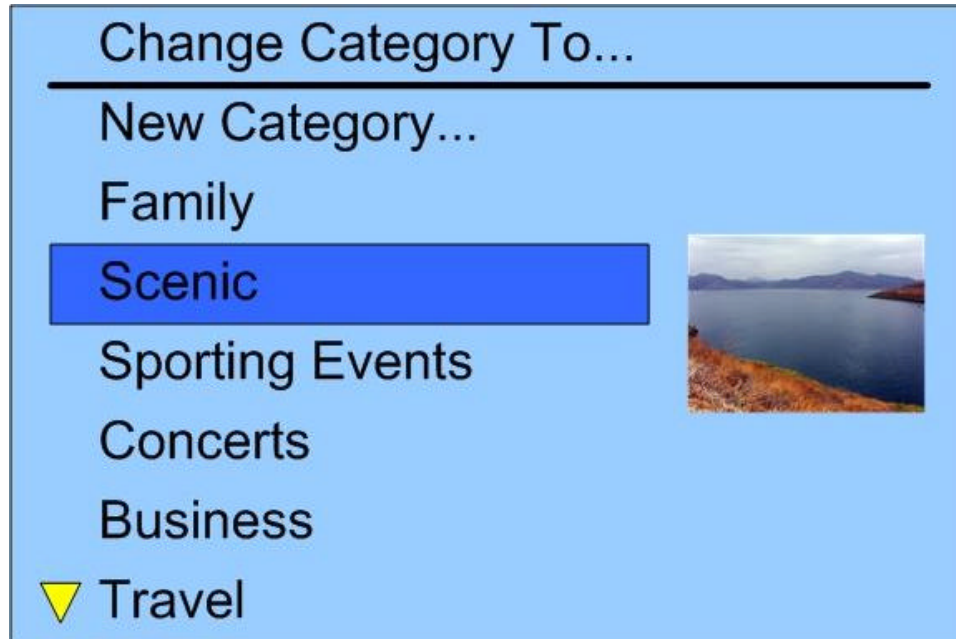 Change Category To...
New Category...
Family
Scenic
Sporting Events
Concerts
Business
Travel